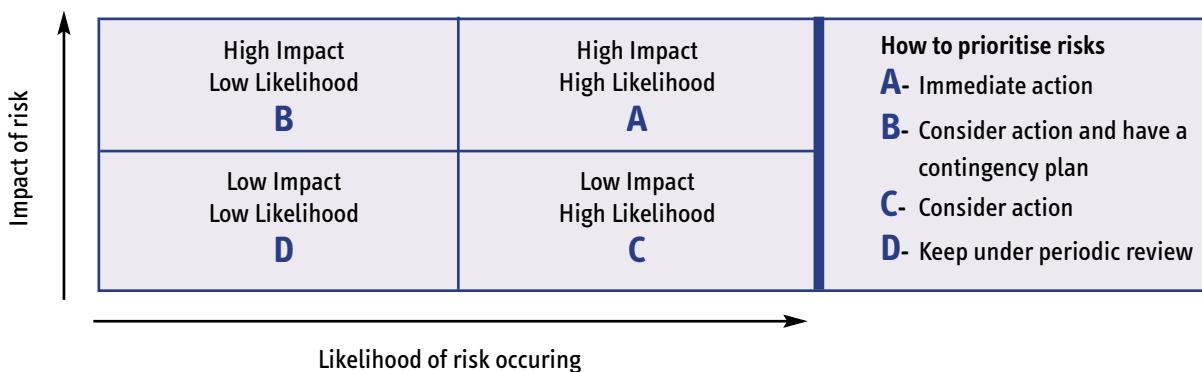 Impact of risk
High Impact
Low Likelihood
B
High Impact
High Likelihood
A
Low Impact
Low Likelihood
D
Low Impact
High Likelihood
C
How to prioritise risks
A- Immediate action
B- Consider action and have a
contingency plan
C- Consider action
D- Keep under periodic review
Likelihood of risk occuring